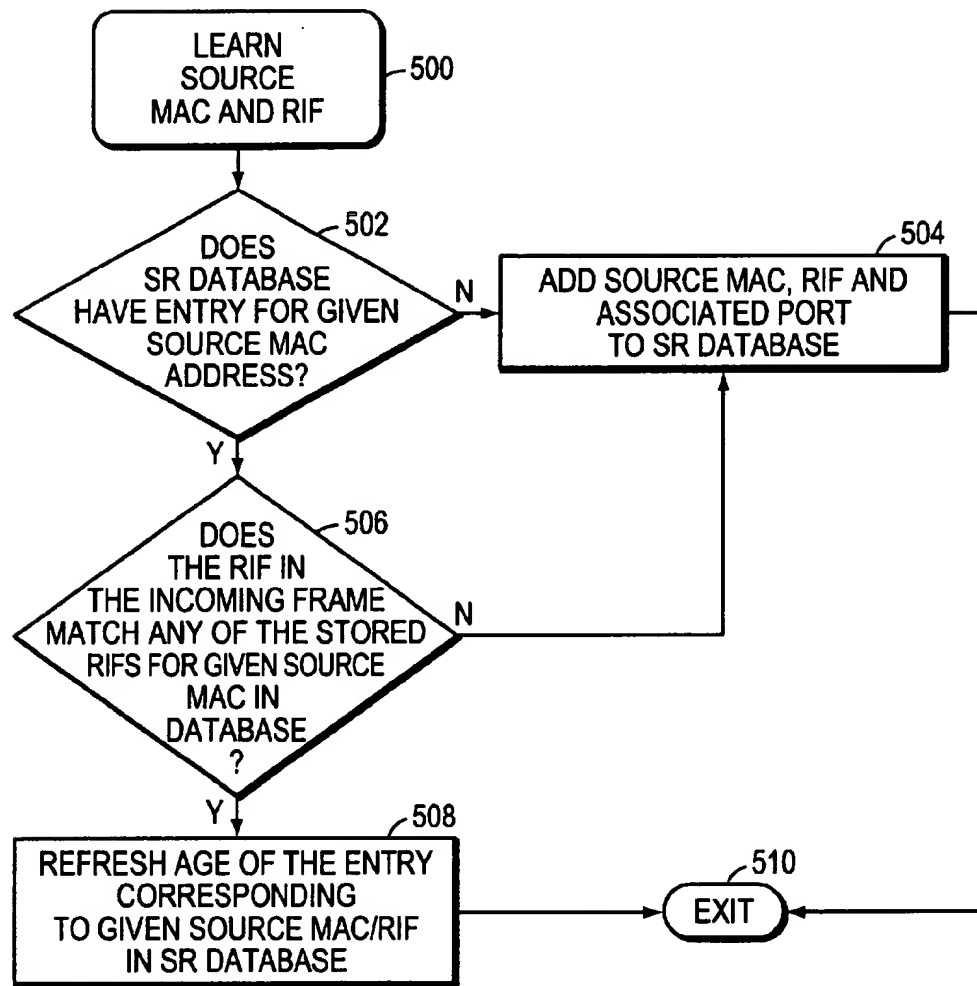 LEARN
SOURCE
MAC AND RIF
500
502
DOES
SR DATABASE
HAVE ENTRY FOR GIVEN
SOURCE MAC
ADDRESS?
N
504
ADD SOURCE MAC, RIF AND
ASSOCIATED PORT
TO SR DATABASE
Y
506
DOES
THE RIF IN
THE INCOMING FRAME
MATCH ANY OF THE STORED
RIFS FOR GIVEN SOURCE
MAC IN
DATABASE
?
N
Y
508
REFRESH AGE OF THE ENTRY
CORRESPONDING
TO GIVEN SOURCE MAC/RIF
IN SR DATABASE
510
EXIT